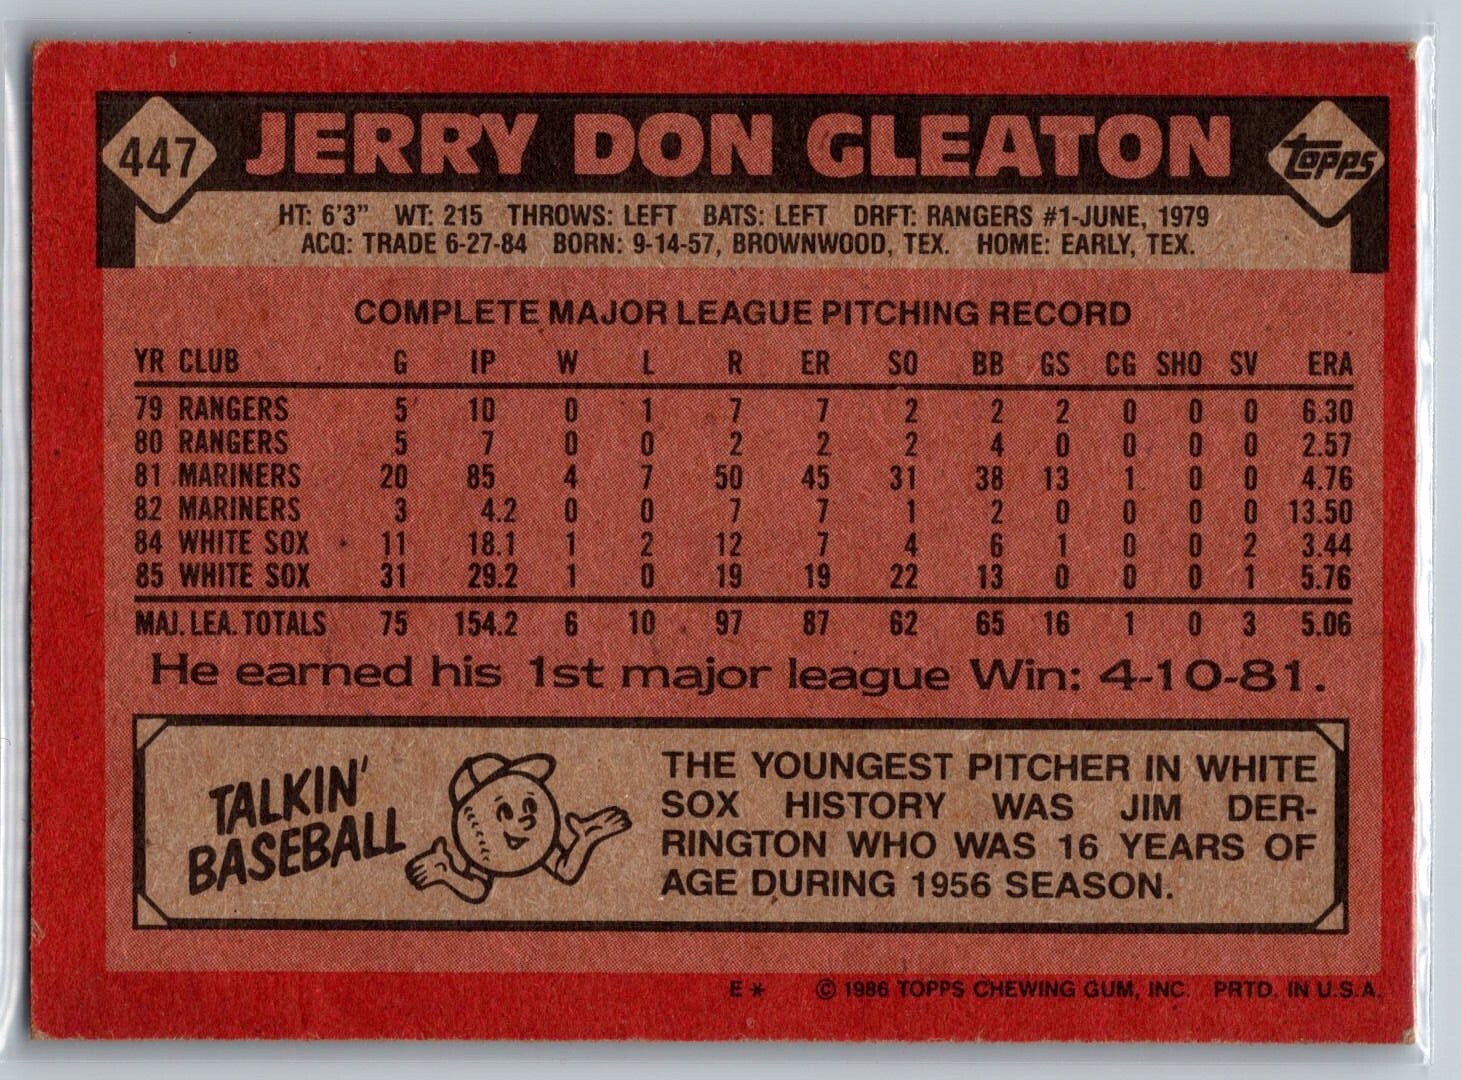 447 JERRY DON GLEATON topps
HT: 6'3" WT: 215 THROWS: LEFT BATS: LEFT DRFT: RANGERS #1-JUNE, 1979
ACQ: TRADE 6-27-84 BORN: 9-14-57, BROWNWOOD, TEX. HOME: EARLY, TEX.
COMPLETE MAJOR LEAGUE PITCHING RECORD
YR CLUB G IP W L R ER SO BB GS CG SHO SV ERA
79 RANGERS 5 10 0 1 7 7 2 2 2 0 0 0 6.30
80 RANGERS 5 7 0 0 2 2 2 4 0 0 0 0 2.57
81 MARINERS 20 85 4 7 50 45 31 38 13 1 0 0 4.76
82 MARINERS 3 4.2 0 0 7 7 1 2 0 0 0 0 13.50
84 WHITE SOX 11 18.1 1 2 12 7 4 6 1 0 0 2 3.44
85 WHITE SOX 31 29.2 1 0 19 19 22 13 0 0 0 1 5.76
MAJ. LEA. TOTALS 75 154.2 6 10 97 87 62 65 16 1 0 3 5.06
He earned his 1st major league Win: 4-10-81.
TALKIN'
BASEBALL
THE YOUNGEST PITCHER IN WHITE
SOX HISTORY WAS JIM DER-
RINGTON WHO WAS 16 YEARS OF
AGE DURING 1956 SEASON.
E* © 1986 TOPPS CHEWING GUM, INC. PRTD. IN U.S.A.